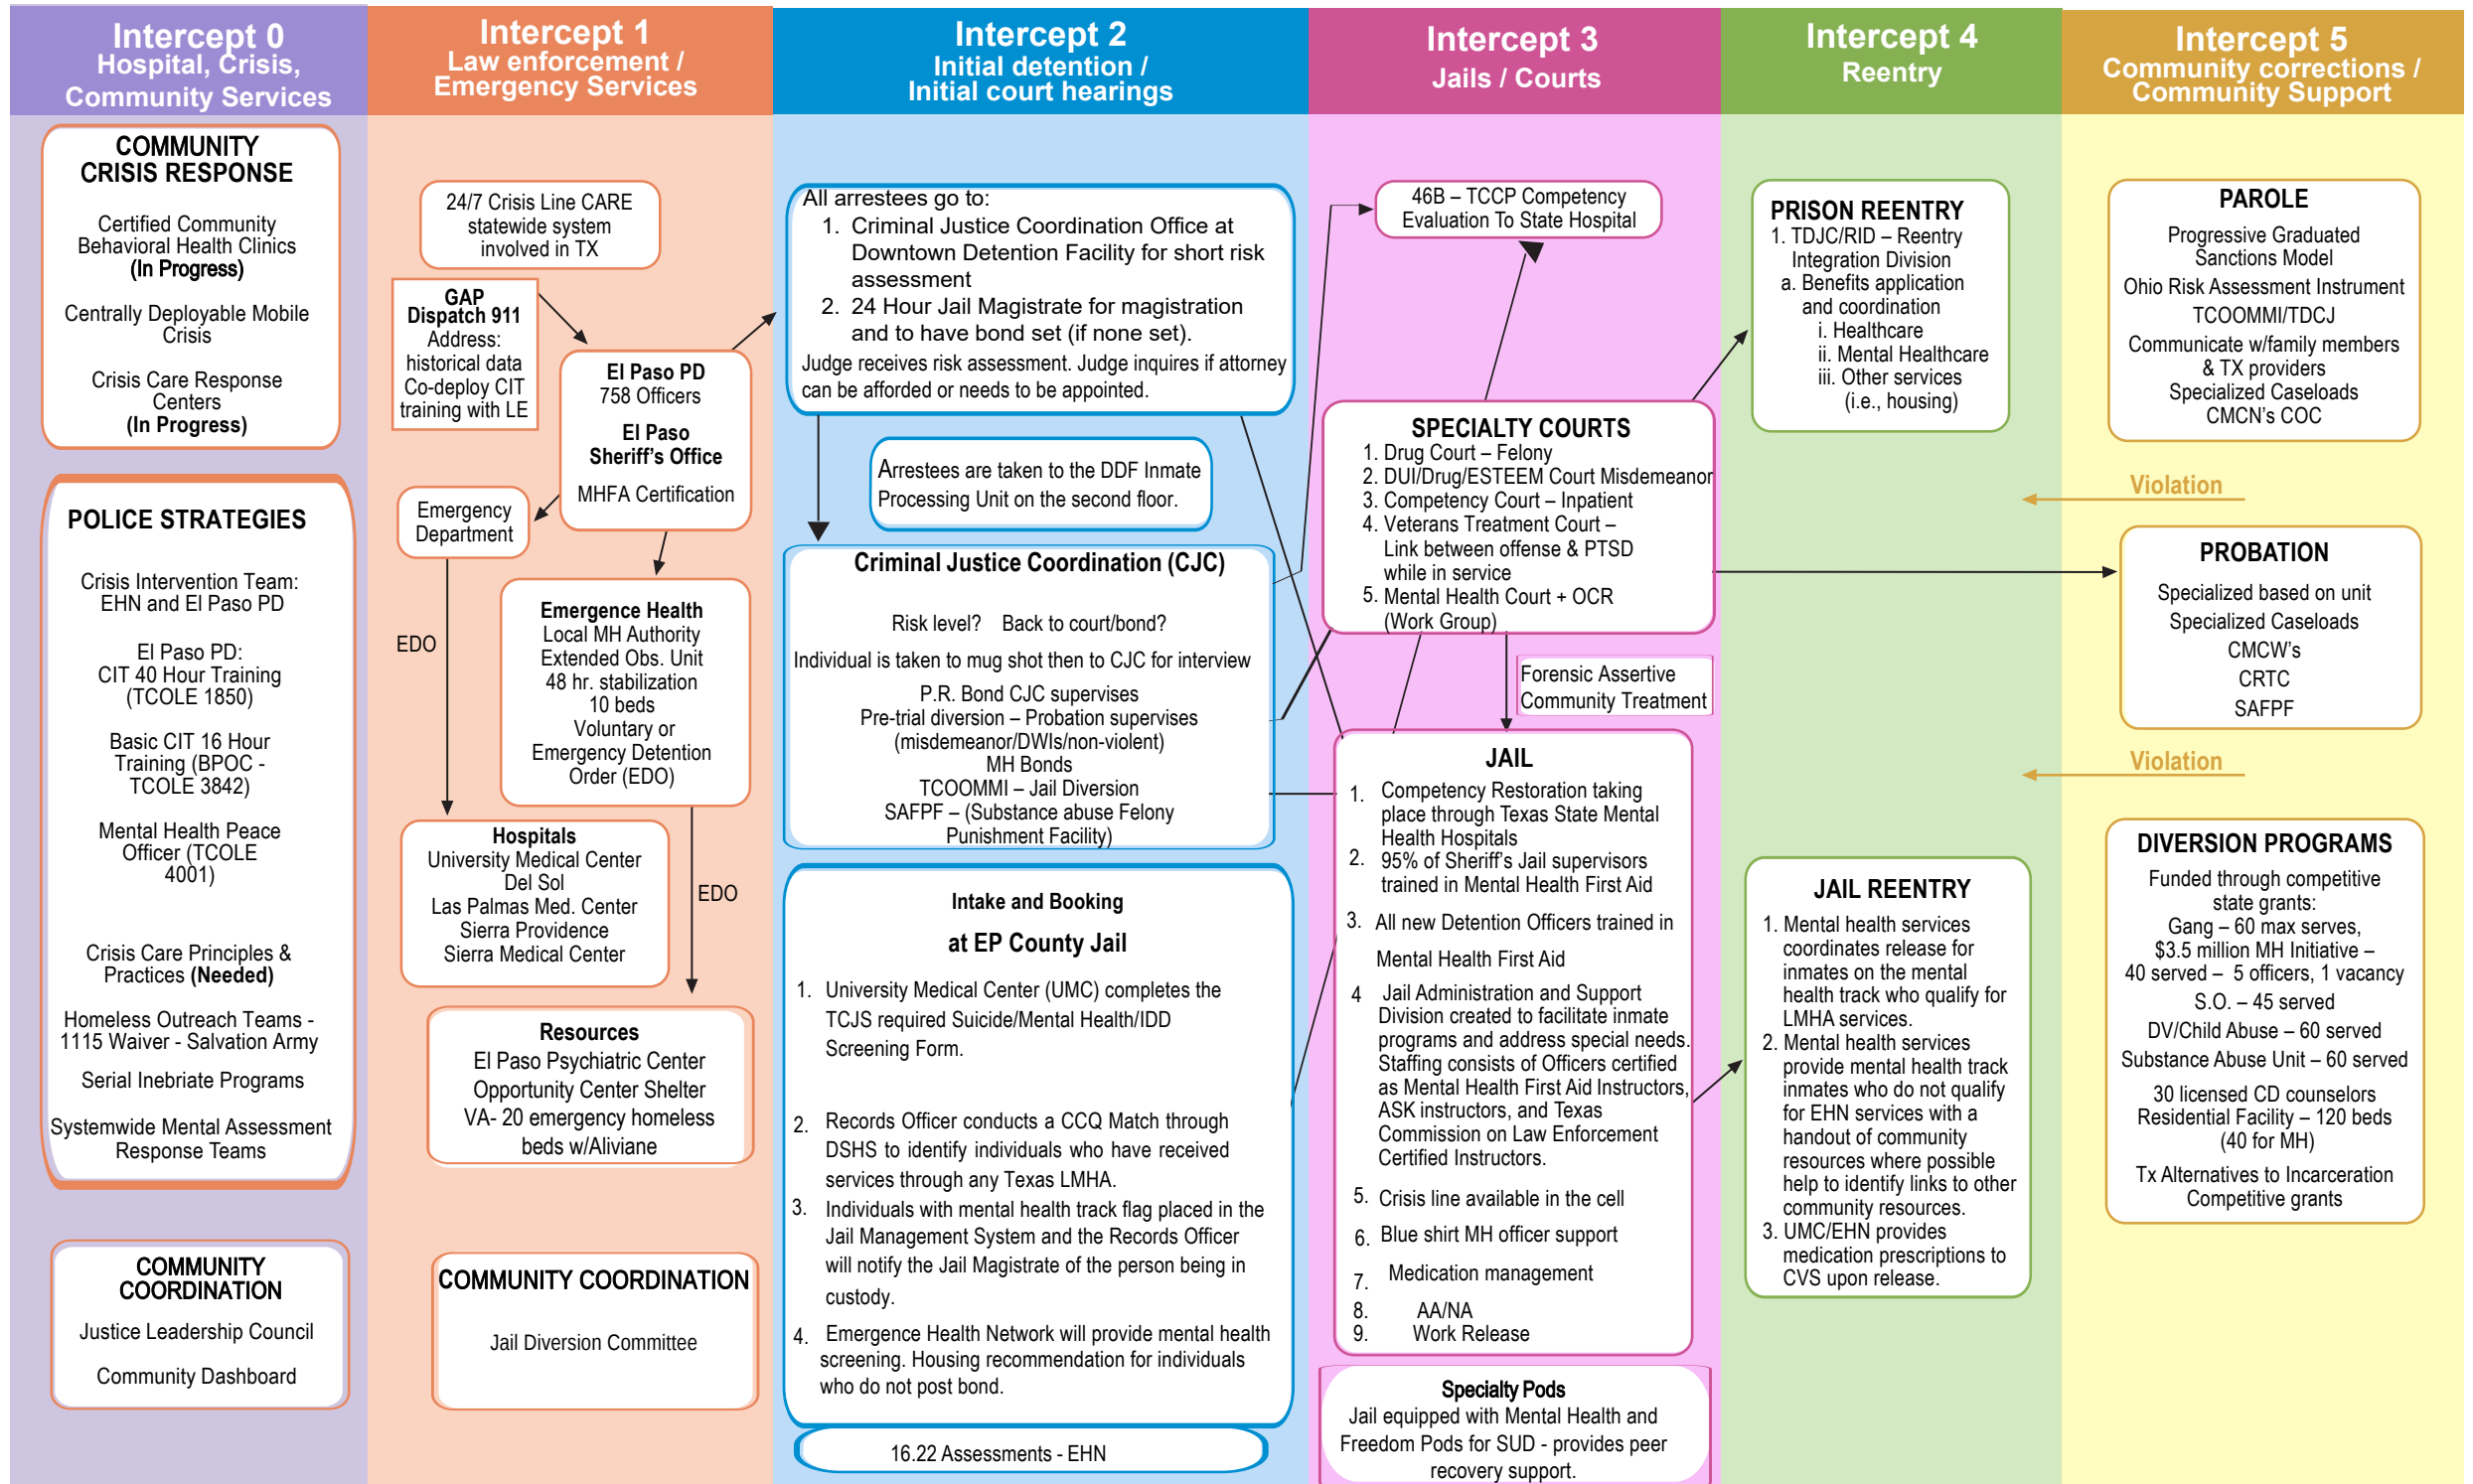 Intercept 0
Hospital, Crisis,
Community Services
COMMUNITY
CRISIS RESPONSE
Certified Community
Behavioral Health Clinics
(In Progress)
Centrally Deployable Mobile
Crisis
Crisis Care Response
Centers
(In Progress)
POLICE STRATEGIES
Crisis Intervention Team:
EHN and El Paso PD
El Paso PD:
CIT 40 Hour Training
(TCOLE 1850)
Basic CIT 16 Hour
Training (BPOC -
TCOLE 3842)
Mental Health Peace
Officer (TCOLE
4001)
Crisis Care Principles &
Practices (Needed)
Homeless Outreach Teams -
1115 Waiver - Salvation Army
Serial Inebriate Programs
Systemwide Mental Assessment
Response Teams
COMMUNITY
COORDINATION
Justice Leadership Council
Community Dashboard
Intercept 1
Law enforcement /
Emergency Services
24/7 Crisis Line CARE
statewide system
involved in TX
GAP
Dispatch 911
Address:
historical data
Co-deploy CIT
training with LE
El Paso PD
758 Officers
El Paso
Sheriff's Office
MHFA Certification
Emergency
Department
EDO
Emergence Health
Local MH Authority
Extended Obs. Unit
48 hr. stabilization
10 beds
Voluntary or
Emergency Detention
Order (EDO)
Hospitals
University Medical Center
Del Sol
Las Palmas Med. Center
Sierra Providence
Sierra Medical Center
EDO
Resources
El Paso Psychiatric Center
Opportunity Center Shelter
VA- 20 emergency homeless
beds w/Aliviane
COMMUNITY COORDINATION
Jail Diversion Committee
Intercept 2
Initial detention /
Initial court hearings
All arrestees go to:
1. Criminal Justice Coordination Office at
Downtown Detention Facility for short risk
assessment
2. 24 Hour Jail Magistrate for magistration
and to have bond set (if none set).
Judge receives risk assessment. Judge inquires if attorney
can be afforded or needs to be appointed.
Arrestees are taken to the DDF Inmate
Processing Unit on the second floor.
Criminal Justice Coordination (CJC)
Risk level? Back to court/bond?
Individual is taken to mug shot then to CJC for interview
P.R. Bond CJC supervises
Pre-trial diversion – Probation supervises
(misdemeanor/DWIs/non-violent)
MH Bonds
TCOOMMI – Jail Diversion
SAFPF – (Substance abuse Felony
Punishment Facility)
Intake and Booking
at EP County Jail
1. University Medical Center (UMC) completes the
TCJS required Suicide/Mental Health/IDD
Screening Form.
2. Records Officer conducts a CCQ Match through
DSHS to identify individuals who have received
services through any Texas LMHA.
3. Individuals with mental health track flag placed in the
Jail Management System and the Records Officer
will notify the Jail Magistrate of the person being in
custody.
4. Emergence Health Network will provide mental health
screening. Housing recommendation for individuals
who do not post bond.
16.22 Assessments - EHN
Intercept 3
Jails / Courts
46B – TCCP Competency
Evaluation To State Hospital
SPECIALTY COURTS
1. Drug Court – Felony
2. DUI/Drug/ESTEEM Court Misdemeanor
3. Competency Court – Inpatient
4. Veterans Treatment Court –
Link between offense & PTSD
while in service
5. Mental Health Court + OCR
(Work Group)
Forensic Assertive
Community Treatment
JAIL
1. Competency Restoration taking
place through Texas State Mental
Health Hospitals
2. 95% of Sheriff's Jail supervisors
trained in Mental Health First Aid
3. All new Detention Officers trained in
Mental Health First Aid
4 Jail Administration and Support
Division created to facilitate inmate
programs and address special needs.
Staffing consists of Officers certified
as Mental Health First Aid Instructors,
ASK instructors, and Texas
Commission on Law Enforcement
Certified Instructors.
5. Crisis line available in the cell
6. Blue shirt MH officer support
7. Medication management
8. AA/NA
9. Work Release
Specialty Pods
Jail equipped with Mental Health and
Freedom Pods for SUD - provides peer
recovery support.
Intercept 4
Reentry
PRISON REENTRY
1. TDJC/RID – Reentry
Integration Division
a. Benefits application
and coordination
i. Healthcare
ii. Mental Healthcare
iii. Other services
(i.e., housing)
JAIL REENTRY
1. Mental health services
coordinates release for
inmates on the mental
health track who qualify for
LMHA services.
2. Mental health services
provide mental health track
inmates who do not qualify
for EHN services with a
handout of community
resources where possible
help to identify links to other
community resources.
3. UMC/EHN provides
medication prescriptions to
CVS upon release.
Intercept 5
Community corrections /
Community Support
PAROLE
Progressive Graduated
Sanctions Model
Ohio Risk Assessment Instrument
TCOOMMI/TDCJ
Communicate w/family members
& TX providers
Specialized Caseloads
CMCN's COC
Violation
PROBATION
Specialized based on unit
Specialized Caseloads
CMCW's
CRTC
SAFPF
Violation
DIVERSION PROGRAMS
Funded through competitive
state grants:
Gang – 60 max serves,
$3.5 million MH Initiative –
40 served – 5 officers, 1 vacancy
S.O. – 45 served
DV/Child Abuse – 60 served
Substance Abuse Unit – 60 served
30 licensed CD counselors
Residential Facility – 120 beds
(40 for MH)
Tx Alternatives to Incarceration
Competitive grants